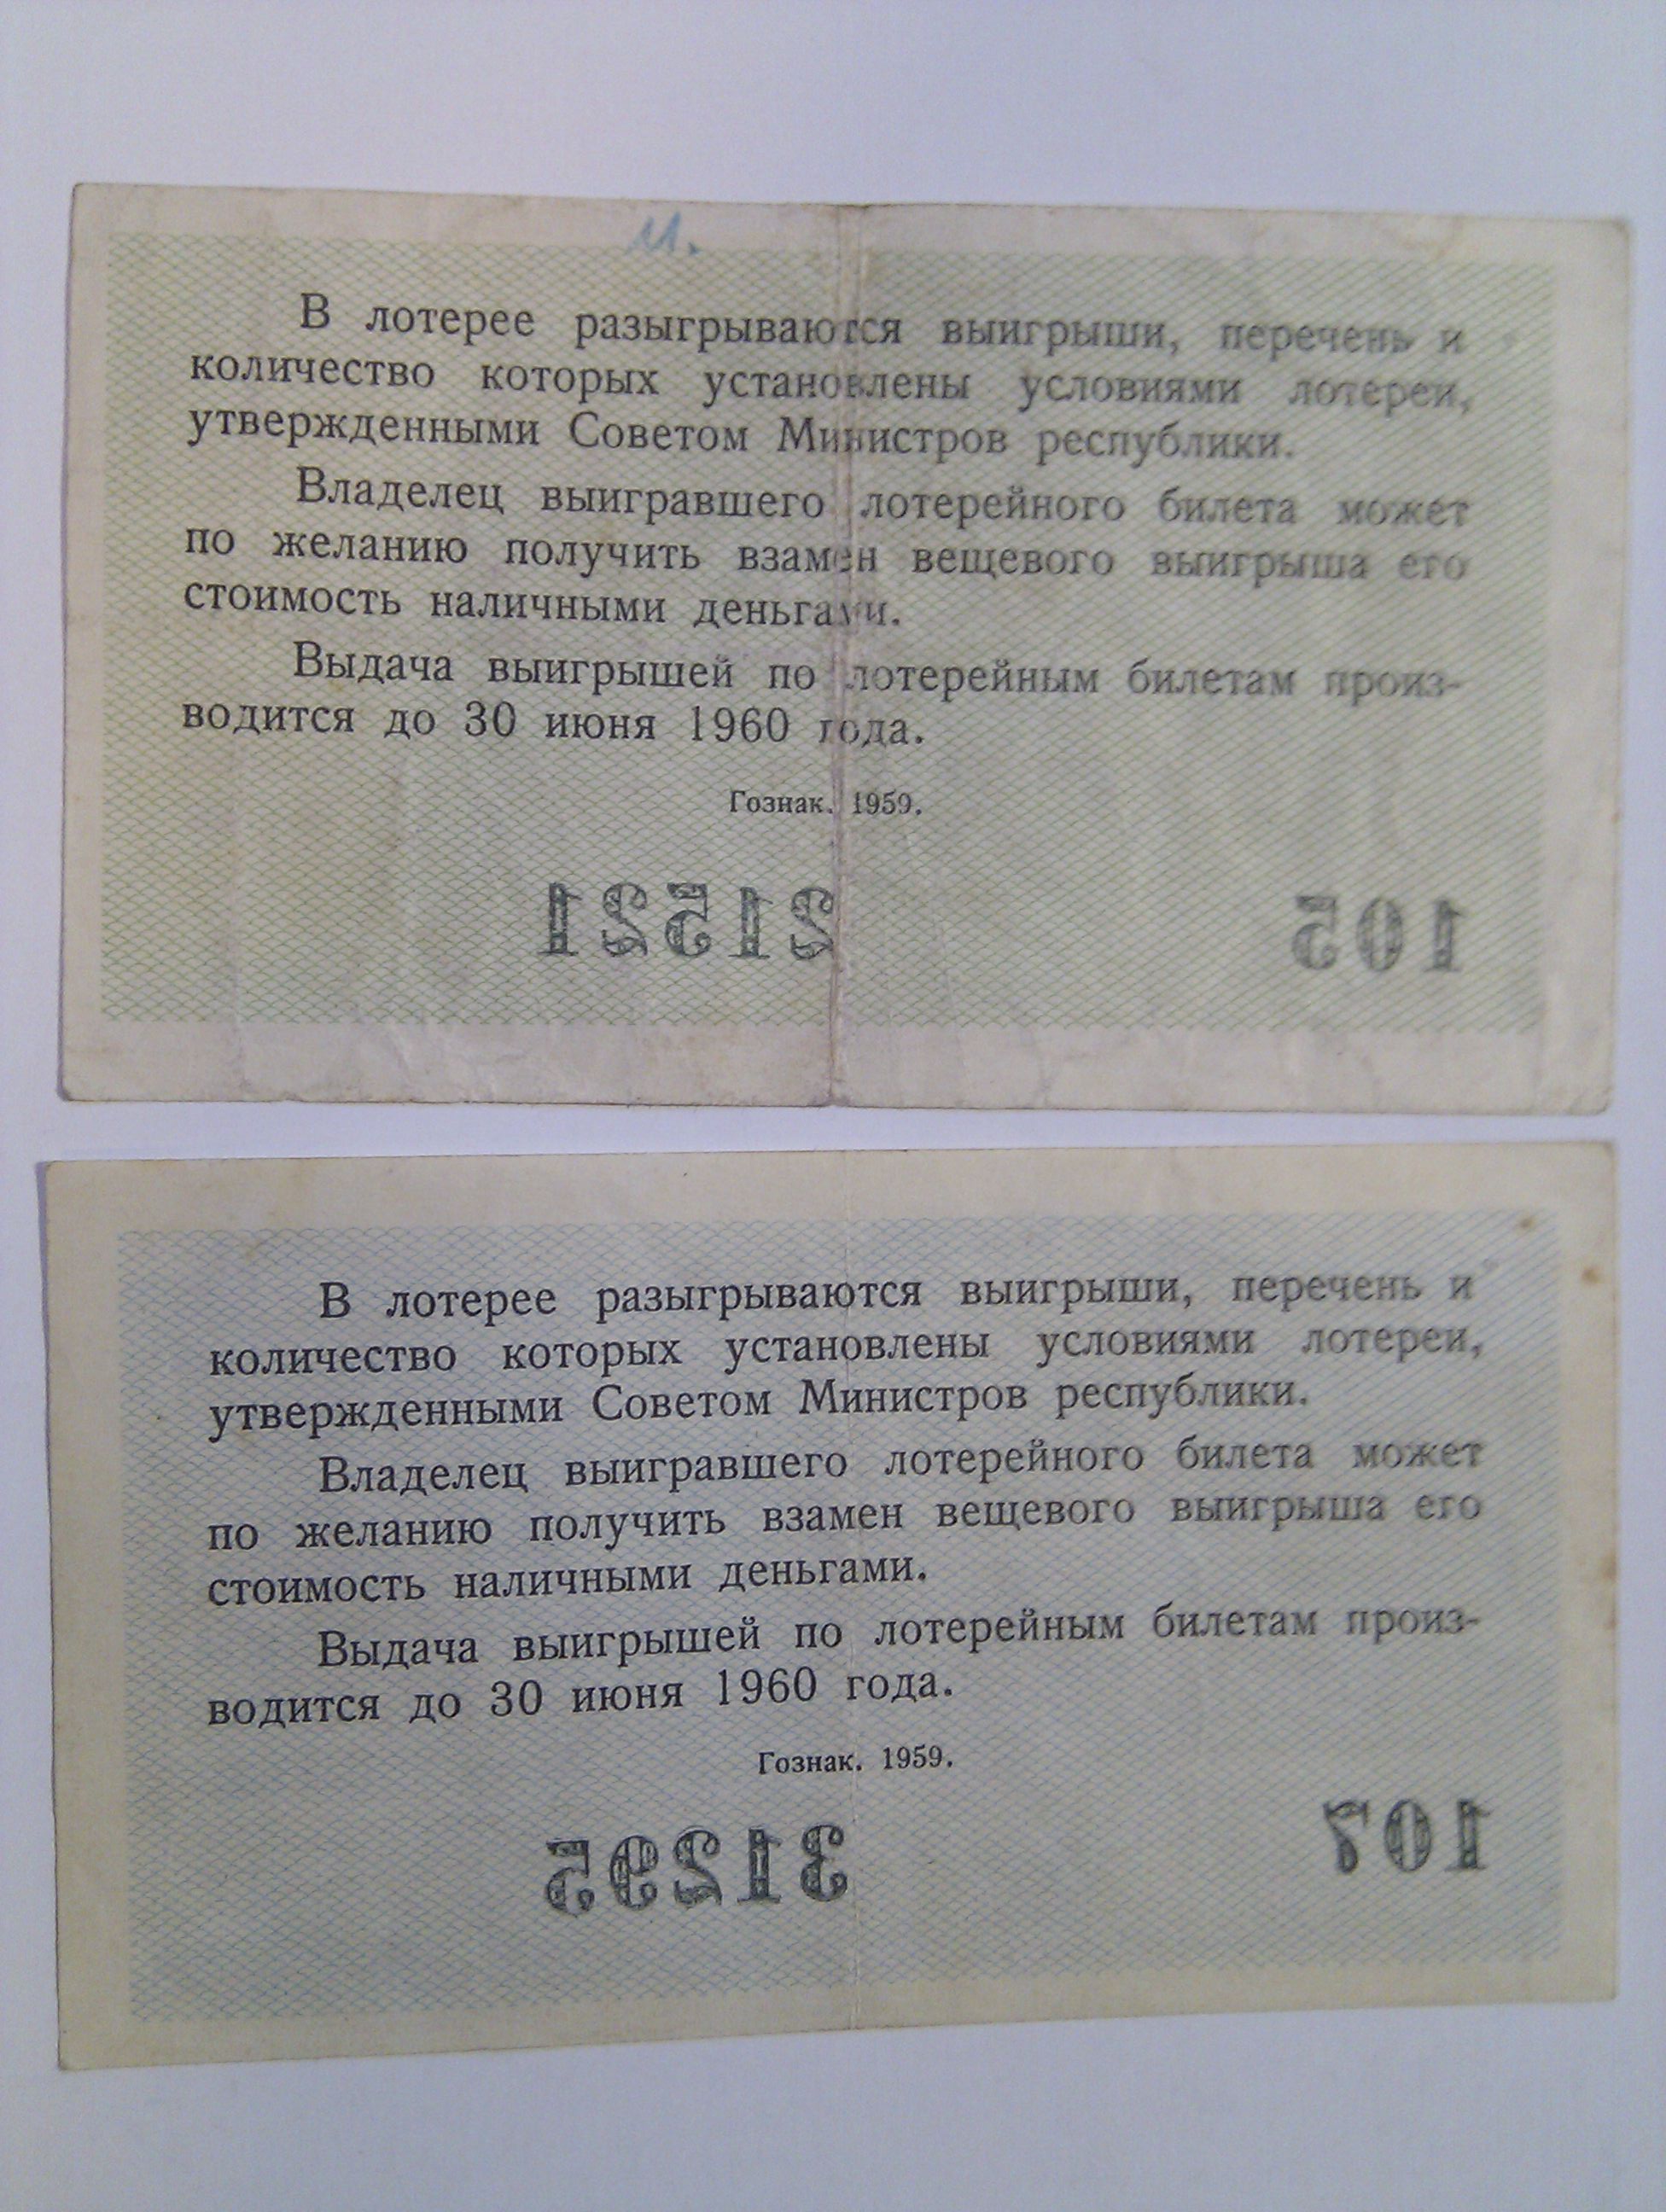 В лотерее разыгрываются выигрыши, перечень и
количество которых установлены условиями лотереи,
утвержденными Советом Министров республики.
Владелец выигравшего лотерейного билета может
по желанию получить взамен вещевого выигрыша его
стоимость наличными деньгами.
Выдача выигрышей по лотерейным билетам произ-
водится до 30 июня 1960 года.
Гознак. 1959.
21521 105
В лотерее разыгрываются выигрыши, перечень и
количество которых установлены условиями лотереи,
утвержденными Советом Министров республики.
Владелец выигравшего лотерейного билета может
по желанию получить взамен вещевого выигрыша его
стоимость наличными деньгами.
Выдача выигрышей по лотерейным билетам произ-
водится до 30 июня 1960 года.
Гознак. 1959.
31295 107